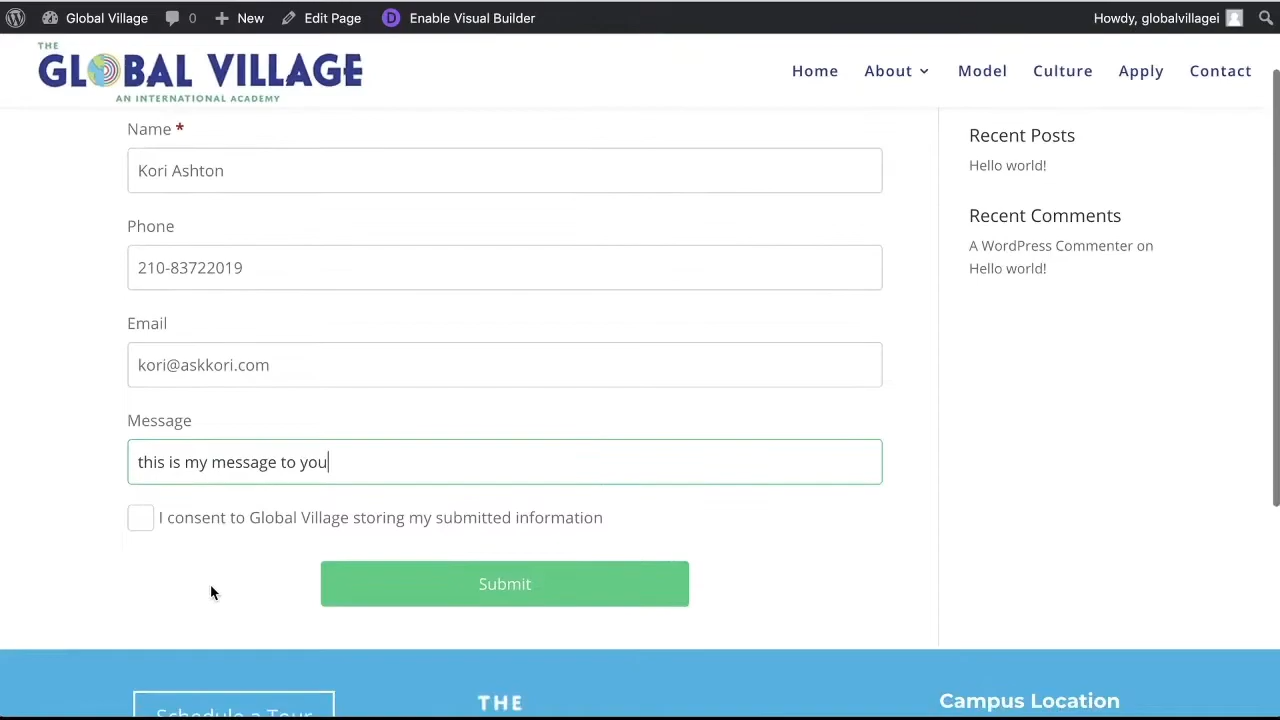 Global Village 0 New Edit Page D Enable Visual Builder Howdy, globalvillagei
THE
GLOBAL VILLAGE
AN INTERNATIONAL ACADEMY
Home About Model Culture Apply Contact
Name *
Kori Ashton
Phone
210-83722019
Email
kori@askkori.com
Message
this is my message to you
I consent to Global Village storing my submitted information
Submit
Recent Posts
Hello world!
Recent Comments
A WordPress Commenter on
Hello world!
Schedule a Tour
THE
Campus Location